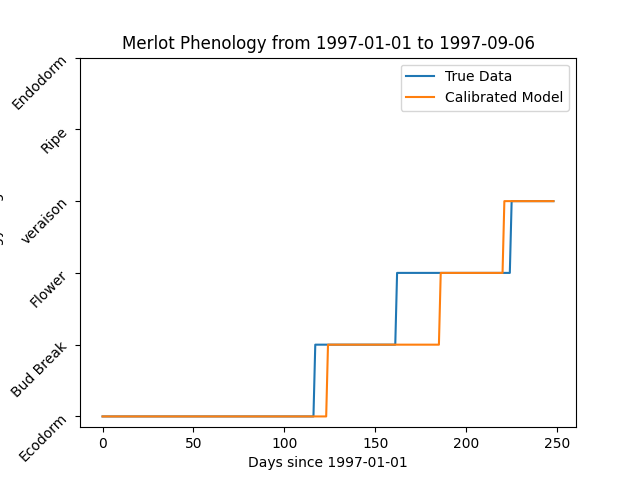 Merlot Phenology from 1997-01-01 to 1997-09-06
True Data
Calibrated Model
Endodorm
Ripe
veraison
Flower
Bud Break
Ecodorm
0 50 100 150 200 250
Days since 1997-01-01